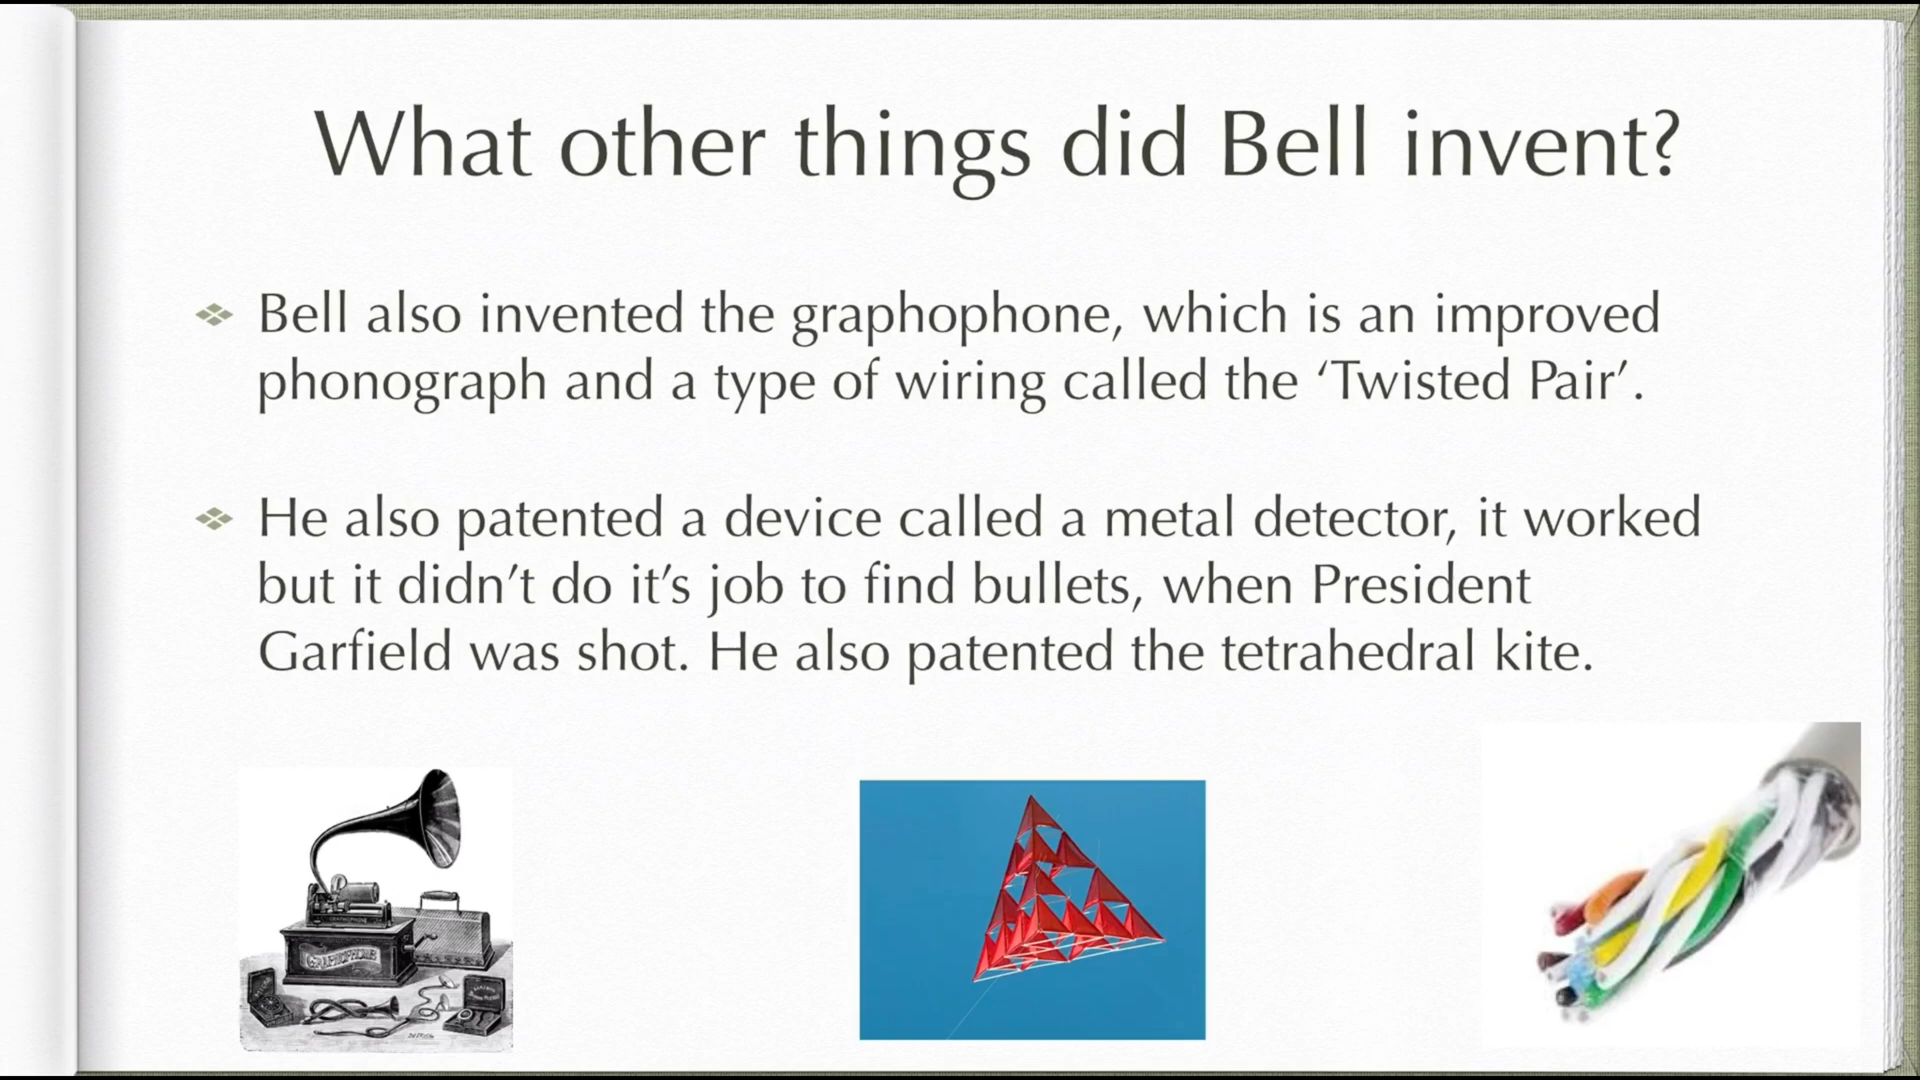 What other things did Bell invent?
Bell also invented the graphophone, which is an improved
phonograph and a type of wiring called the ‘Twisted Pair’.
He also patented a device called a metal detector, it worked
but it didn’t do it’s job to find bullets, when President
Garfield was shot. He also patented the tetrahedral kite.
GRAPHOPHONE